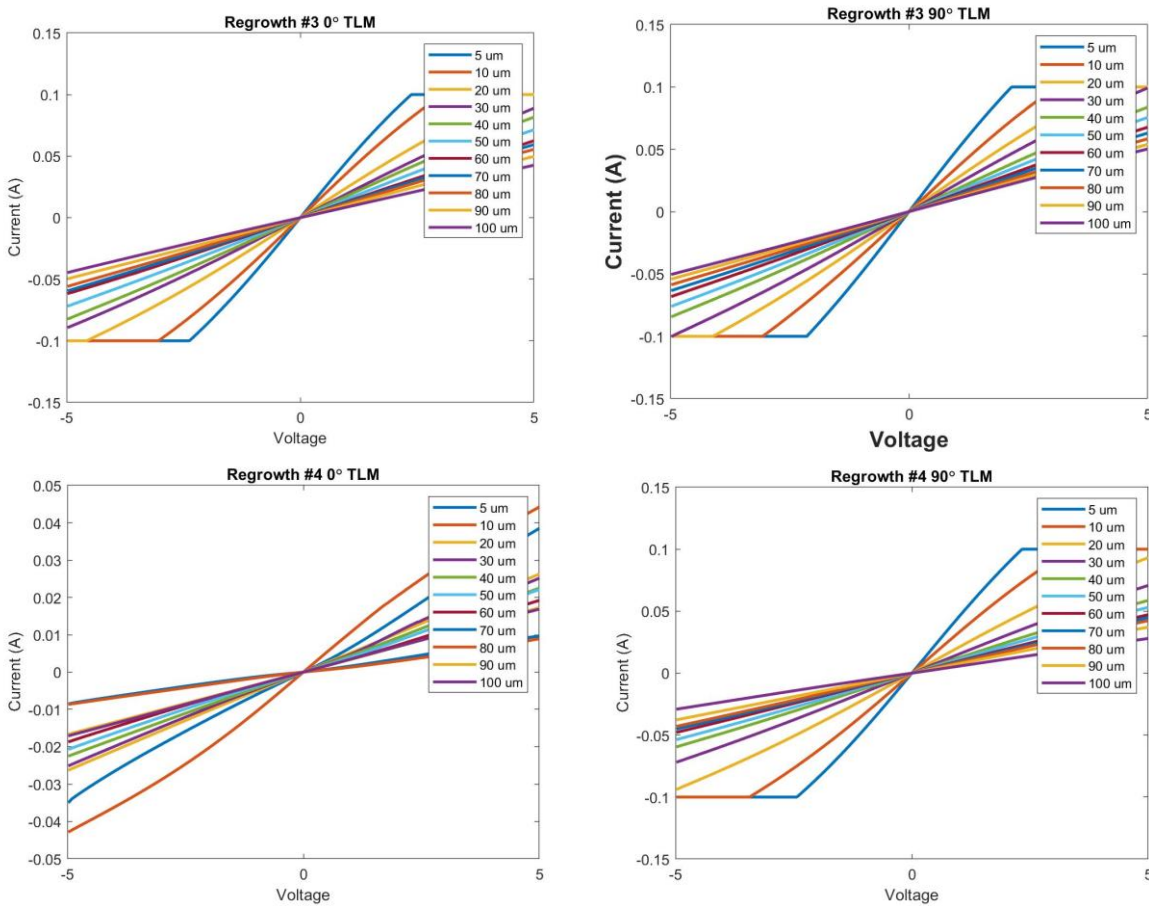 Regrowth #3 0° TLM
0.15
0.1
0.05
0
-0.05
-0.1
-0.15
-5
0
5
Current (A)
Voltage
5 um
10 um
20 um
30 um
40 um
50 um
60 um
70 um
80 um
90 um
100 um
Regrowth #3 90° TLM
0.15
0.1
0.05
0
-0.05
-0.1
-0.15
-5
0
5
Current (A)
Voltage
5 um
10 um
20 um
30 um
40 um
50 um
60 um
70 um
80 um
90 um
100 um
Regrowth #4 0° TLM
0.05
0.04
0.03
0.02
0.01
0
-0.01
-0.02
-0.03
-0.04
-0.05
-5
0
5
Current (A)
Voltage
5 um
10 um
20 um
30 um
40 um
50 um
60 um
70 um
80 um
90 um
100 um
Regrowth #4 90° TLM
0.15
0.1
0.05
0
-0.05
-0.1
-0.15
-5
0
5
Current (A)
Voltage
5 um
10 um
20 um
30 um
40 um
50 um
60 um
70 um
80 um
90 um
100 um